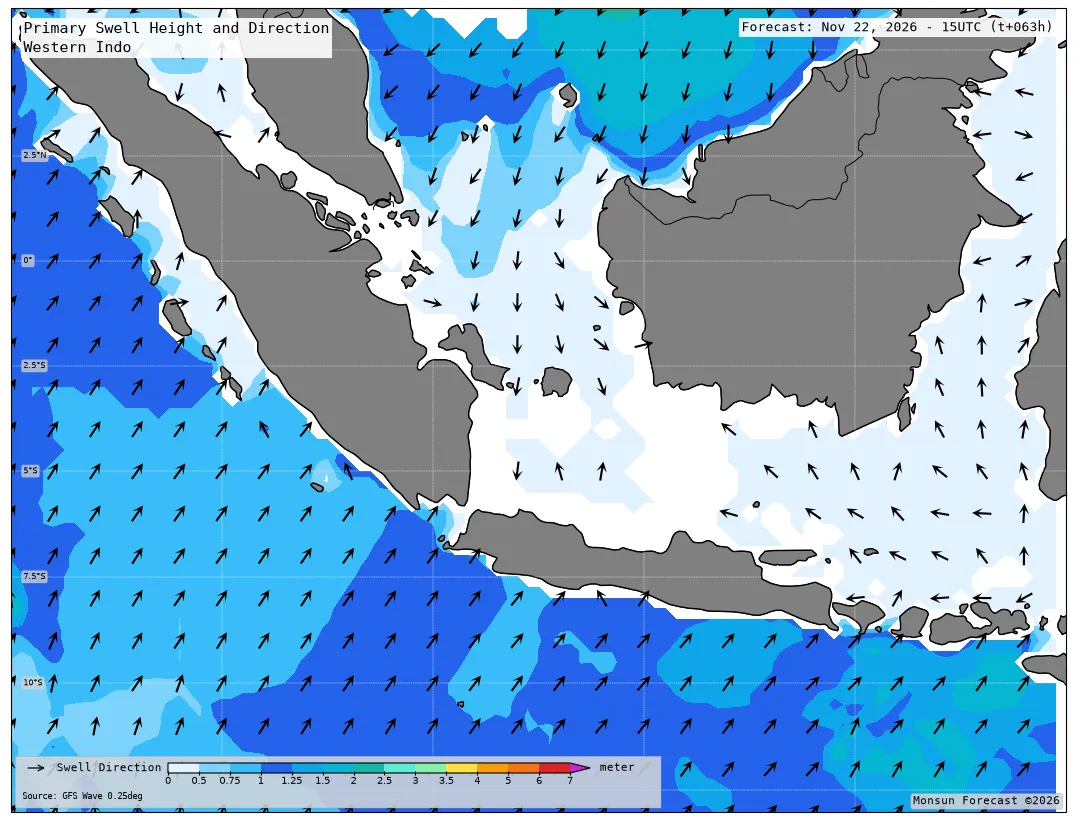 Primary Swell Height and Direction
Western Indo
Forecast: Nov 22, 2026 - 15UTC (t+063h)
2.5°N
0°
2.5°S
5°S
7.5°S
10°S
Swell Direction
0 0.5 0.75 1 1.25 1.5 2 2.5 3 3.5 4 5 6 7
meter
Source: GFS Wave 0.25deg
Monsun Forecast ©2026